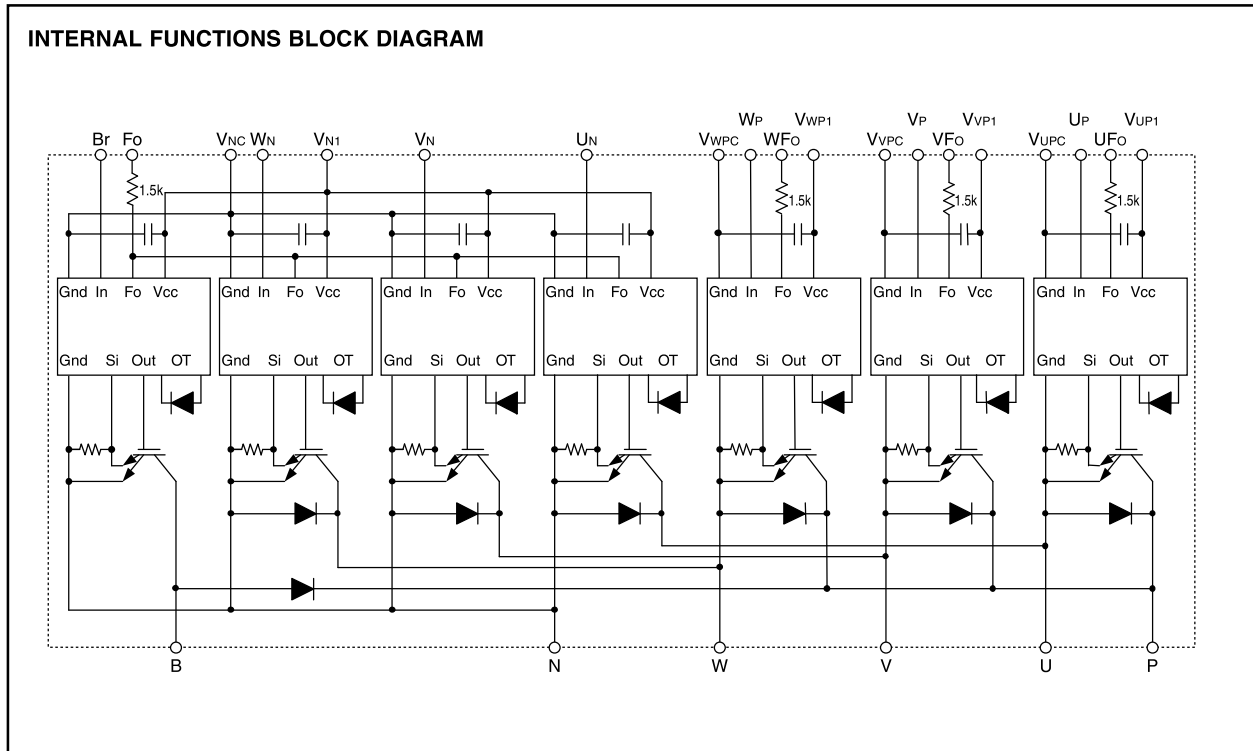 INTERNAL FUNCTIONS BLOCK DIAGRAM
WP VWP1 VP VVP1 UP VUP1
Br FO VNC WN VN1 VN UN VWPC WFO VVPC VFO VUPC UFO
1.5k 1.5k 1.5k 1.5k
Gnd In Fo Vcc Gnd In Fo Vcc Gnd In Fo Vcc Gnd In Fo Vcc Gnd In Fo Vcc Gnd In Fo Vcc Gnd In Fo Vcc
Gnd Si Out OT Gnd Si Out OT Gnd Si Out OT Gnd Si Out OT Gnd Si Out OT Gnd Si Out OT Gnd Si Out OT
B N W V U P